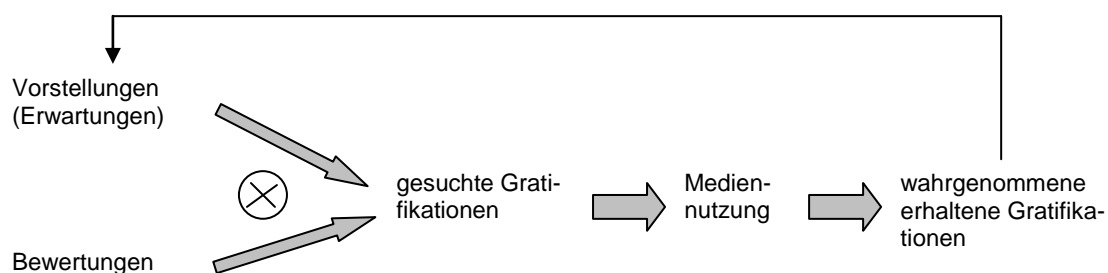 Vorstellungen
(Erwartungen)
gesuchte Grati-
fikationen
Medien-
nutzung
wahrgenommene
erhaltene Gratifika-
tionen
Bewertungen